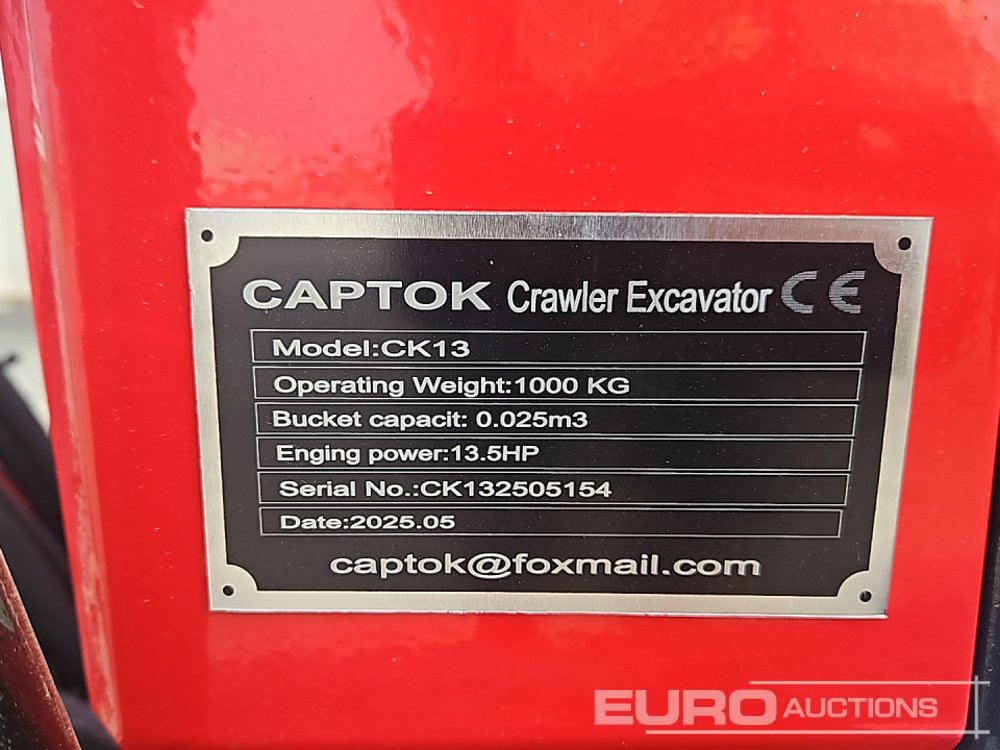 CAPTOK Crawler Excavator CE
Model:CK13
Operating Weight:1000 KG
Bucket capacit: 0.025m3
Enging power:13.5HP
Serial No.:CK132505154
Date:2025.05
captok@foxmail.com
EURO AUCTIONS